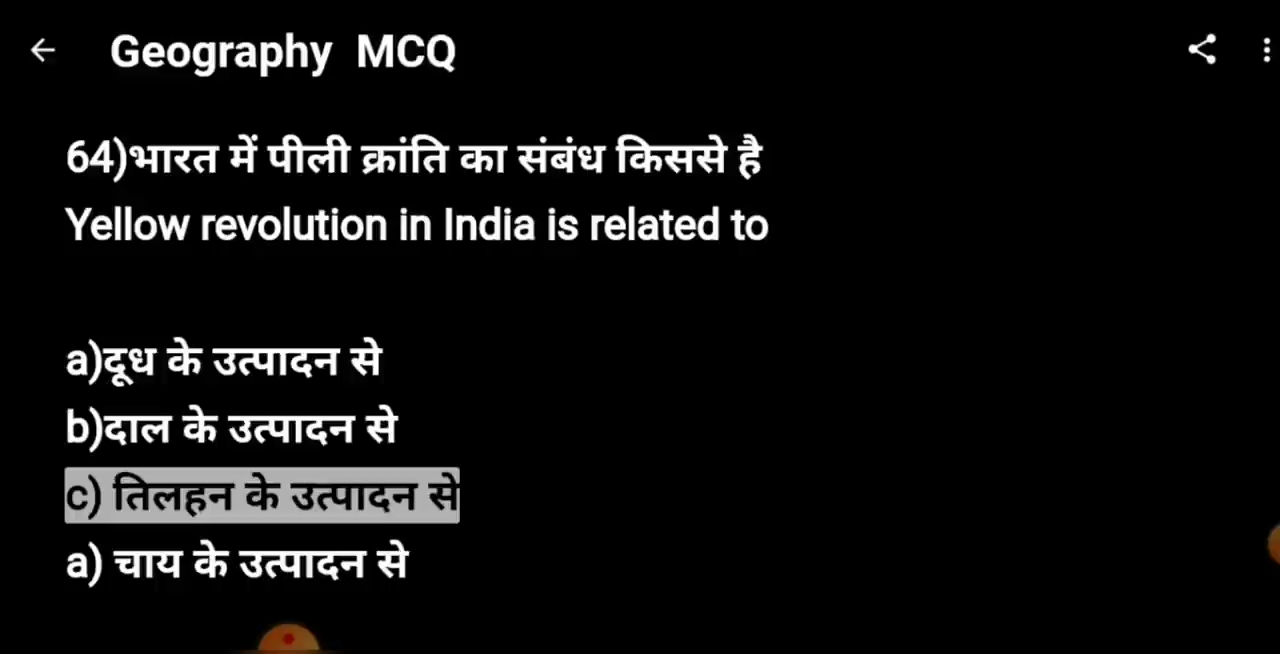 Geography MCQ
64)भारत में पीली क्रांति का संबंध किससे है
Yellow revolution in India is related to
a)दूध के उत्पादन से
b)दाल के उत्पादन से
c) तिलहन के उत्पादन से
a) चाय के उत्पादन से